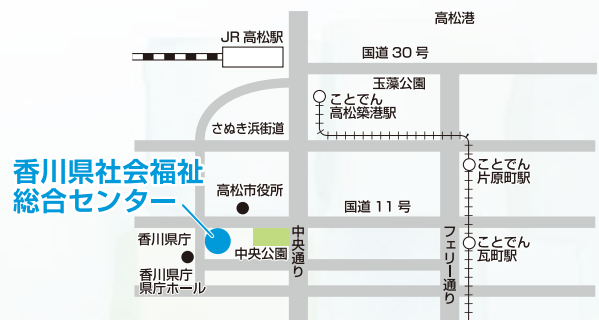 高松港
JR 高松駅
国道 30 号
玉藻公園
ことでん
高松築港駅
さぬき浜街道
香川県社会福祉
総合センター
ことでん
片原町駅
高松市役所
国道 11 号
香川県庁
中央公園
中央通り
フェリー通り
ことでん
瓦町駅
香川県庁
県庁ホール